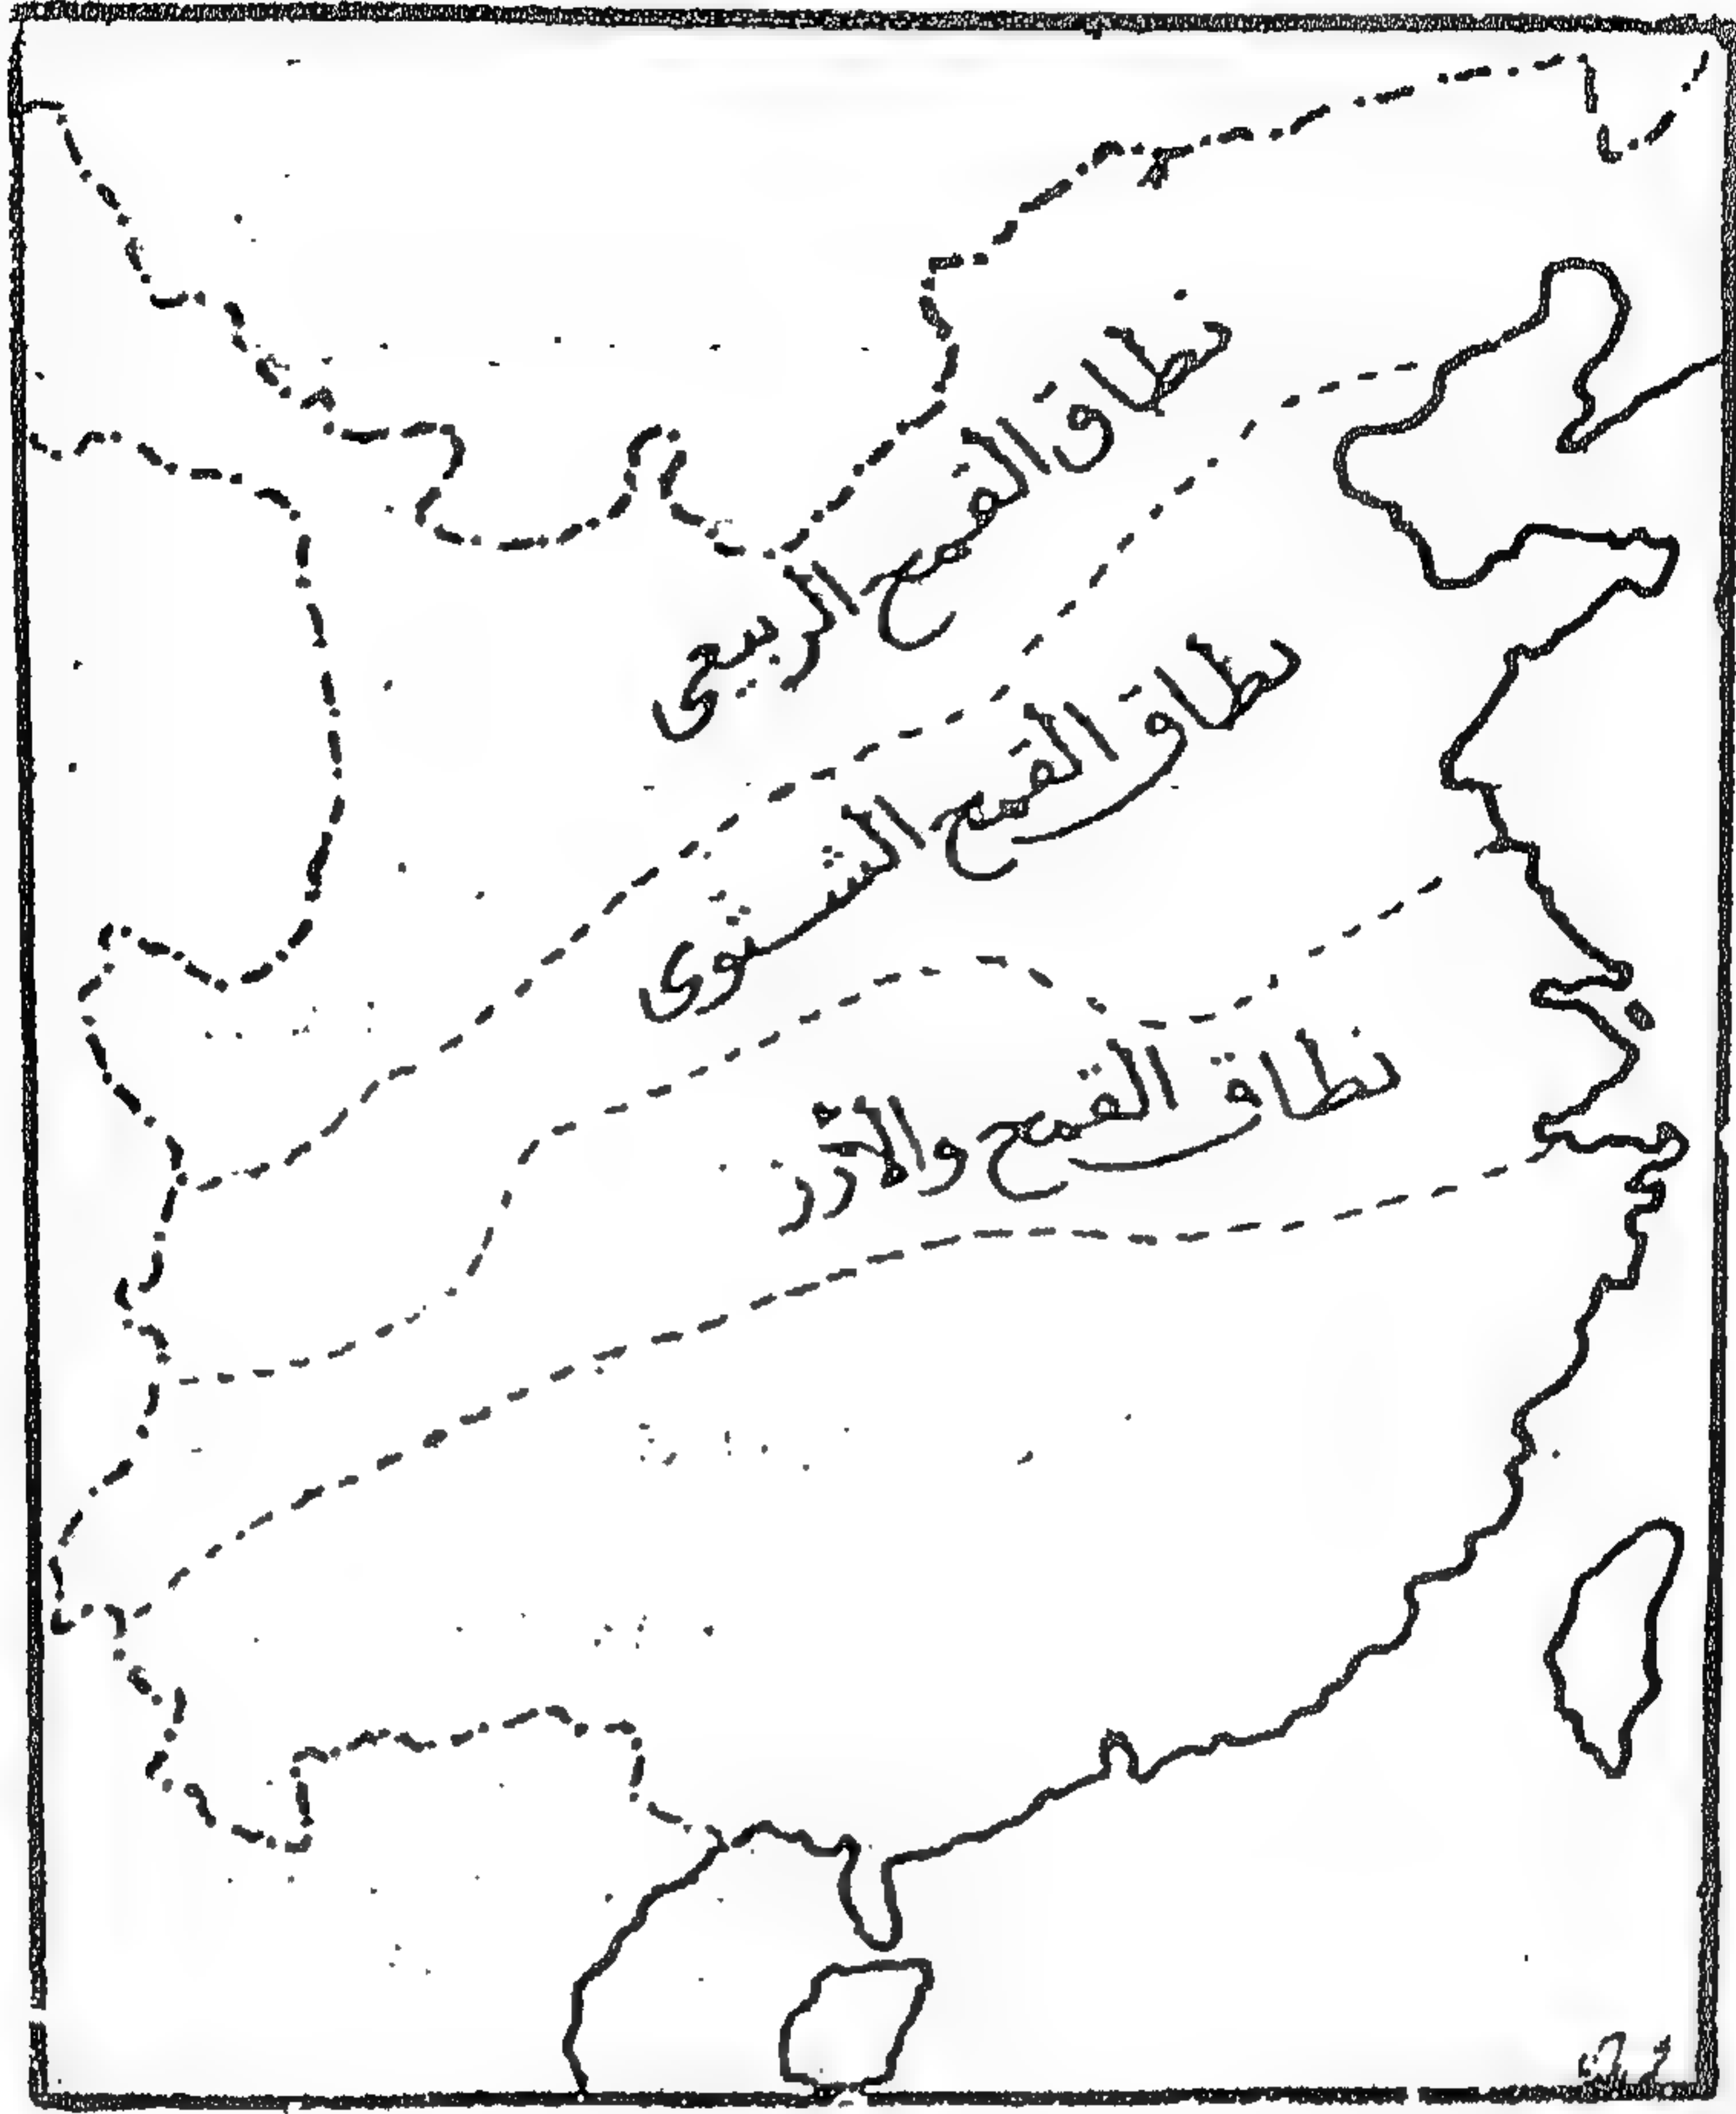 نطاق القمح الربيعى
نطاق القمح الشتوى
نطاق القمح والأرز